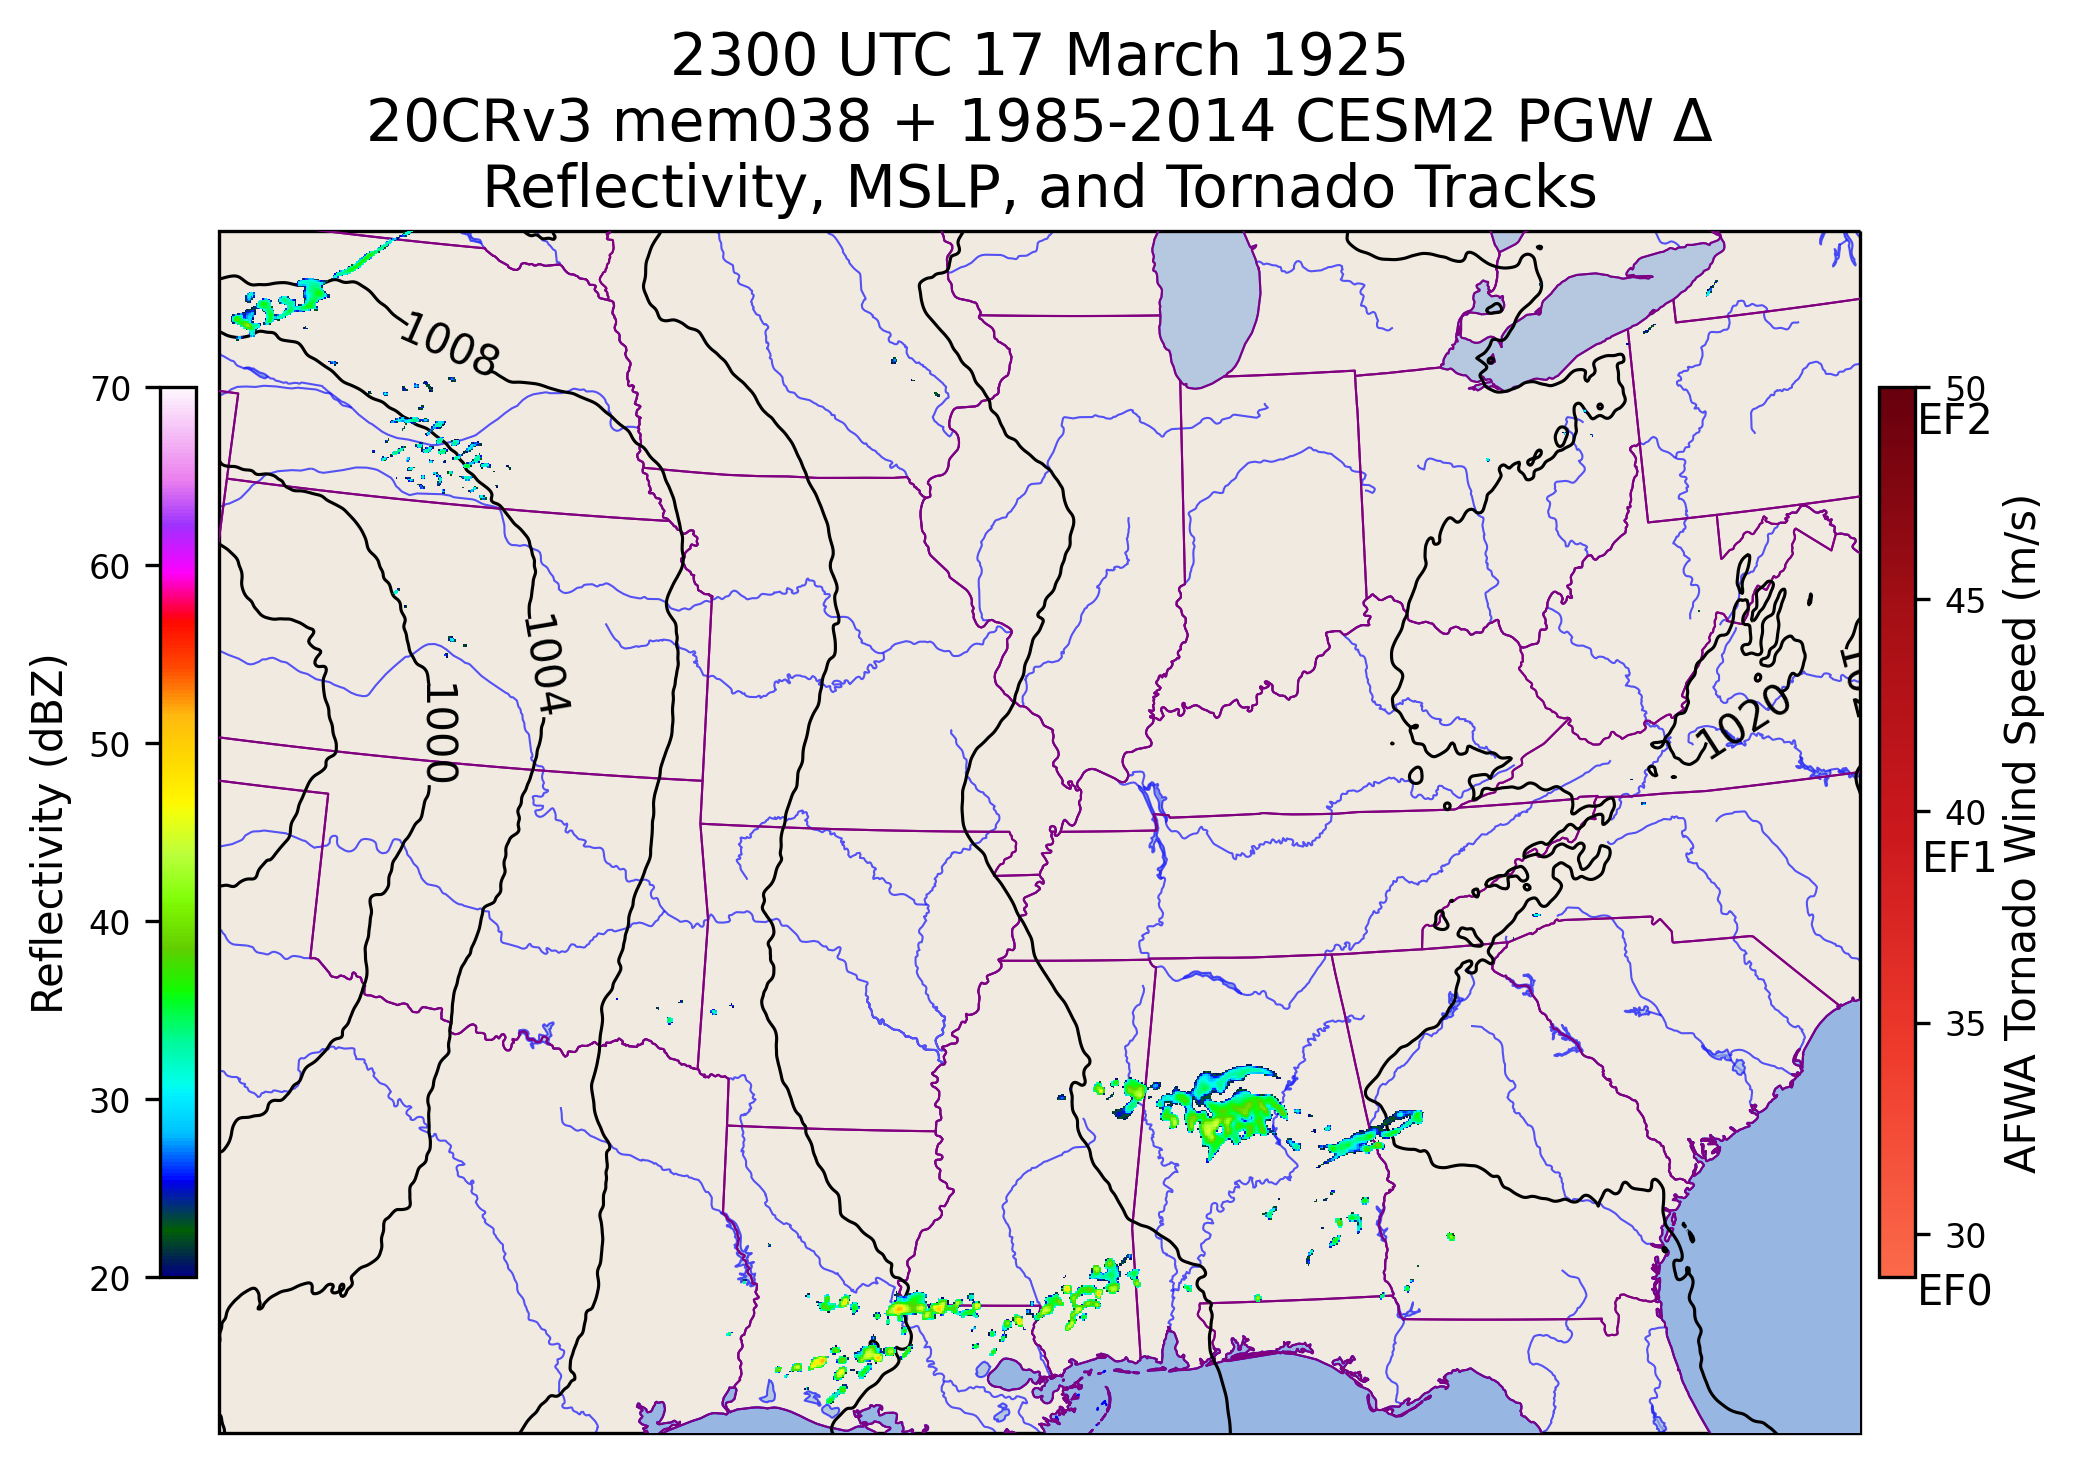 2300 UTC 17 March 1925
20CRv3 mem038 + 1985-2014 CESM2 PGW Δ
Reflectivity, MSLP, and Tornado Tracks
Reflectivity (dBZ)
70
60
50
40
30
20
1008
1004
1000
1020
50
EF2
45
40
EF1
35
30
EF0
AFWA Tornado Wind Speed (m/s)